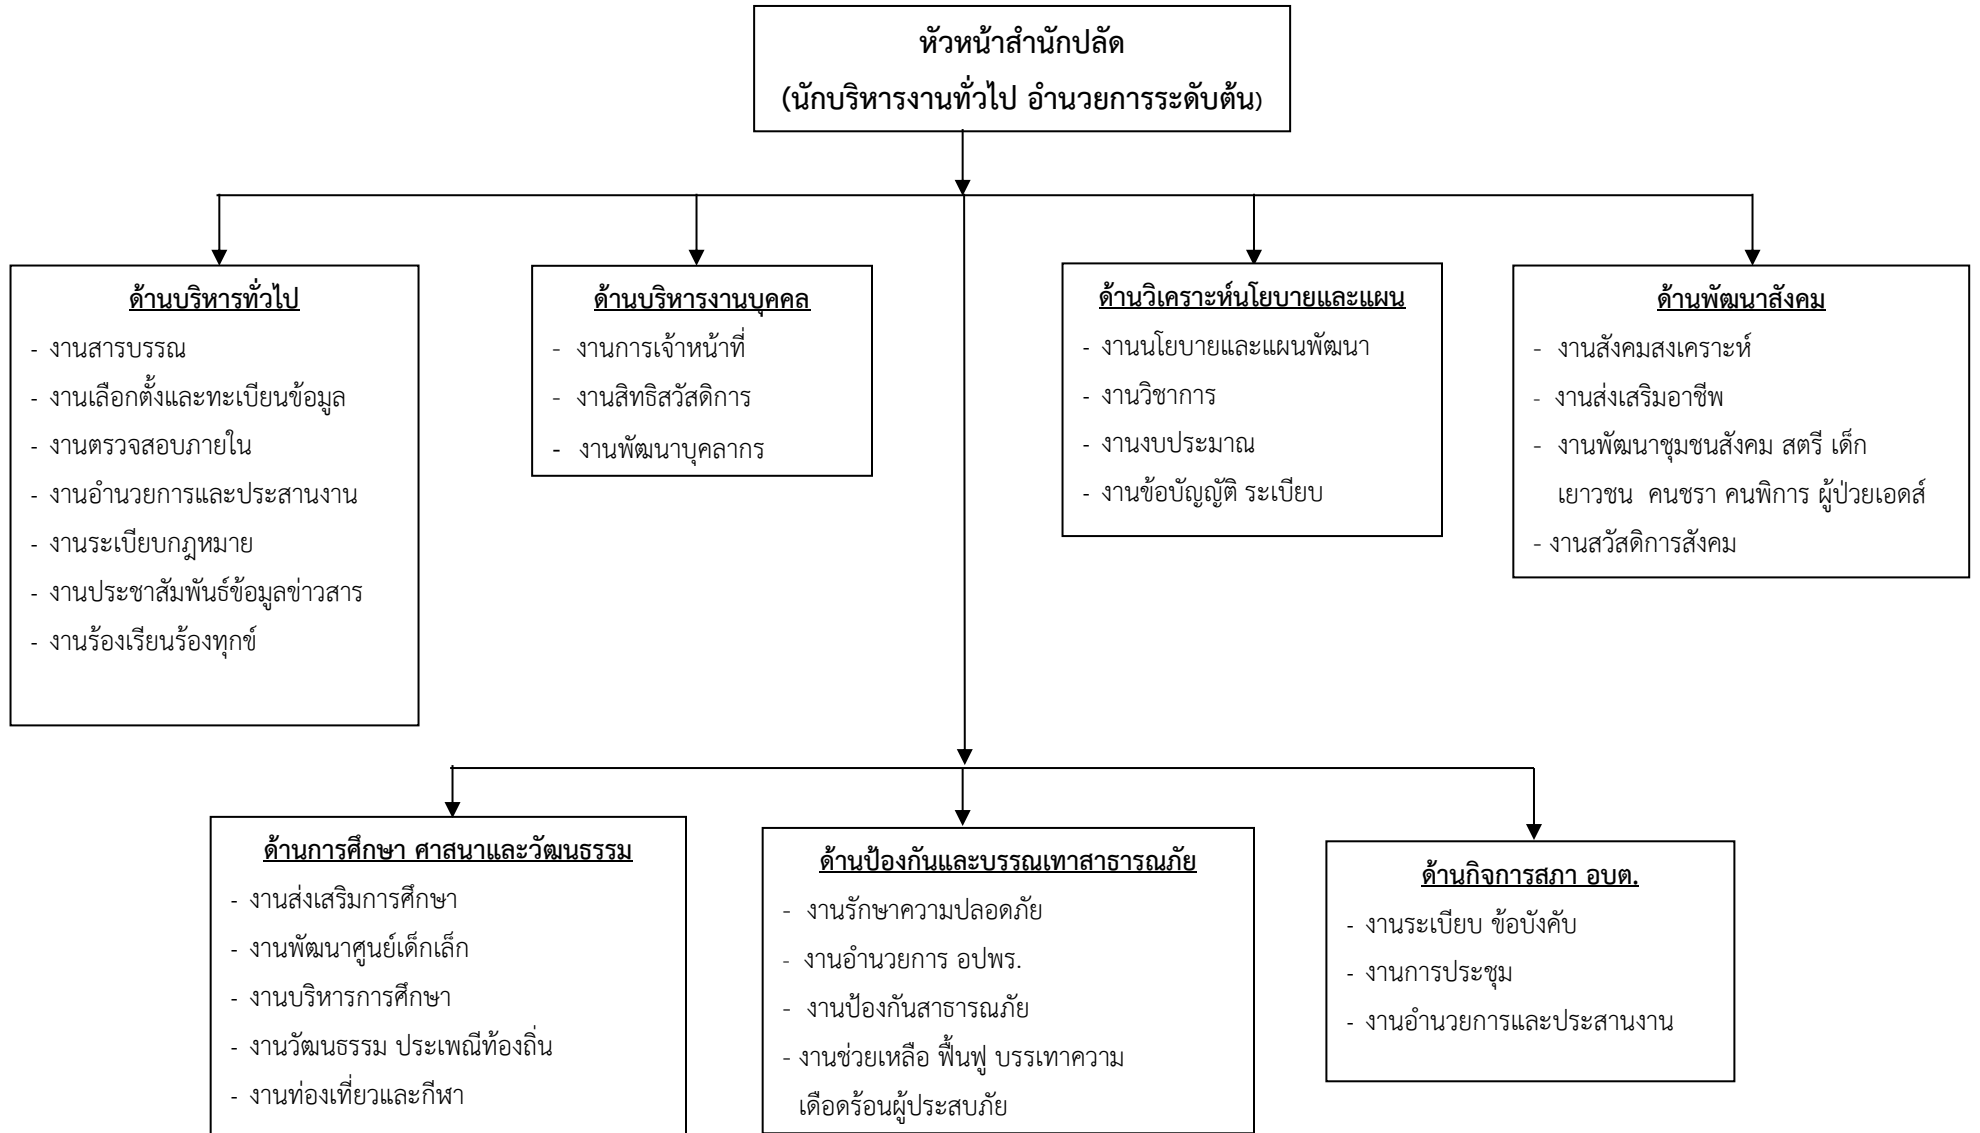 หัวหน้าสำนักปลัด
(นักบริหารงานทั่วไป อำนวยการระดับต้น)
ด้านบริหารทั่วไป
- งานสารบรรณ
- งานเลือกตั้งและทะเบียนข้อมูล
- งานตรวจสอบภายใน
- งานอำนวยการและประสานงาน
- งานระเบียบกฎหมาย
- งานประชาสัมพันธ์ข้อมูลข่าวสาร
- งานร้องเรียนร้องทุกข์
ด้านบริหารงานบุคคล
- งานการเจ้าหน้าที่
- งานสิทธิสวัสดิการ
- งานพัฒนาบุคลากร
ด้านวิเคราะห์นโยบายและแผน
- งานนโยบายและแผนพัฒนา
- งานวิชาการ
- งานงบประมาณ
- งานข้อบัญญัติ ระเบียบ
ด้านพัฒนาสังคม
- งานสังคมสงเคราะห์
- งานส่งเสริมอาชีพ
- งานพัฒนาชุมชนสังคม สตรี เด็ก
เยาวชน คนชรา คนพิการ ผู้ป่วยเอดส์
- งานสวัสดิการสังคม
ด้านการศึกษา ศาสนาและวัฒนธรรม
- งานส่งเสริมการศึกษา
- งานพัฒนาศูนย์เด็กเล็ก
- งานบริหารการศึกษา
- งานวัฒนธรรม ประเพณีท้องถิ่น
- งานท่องเที่ยวและกีฬา
ด้านป้องกันและบรรณเทาสาธารณภัย
- งานรักษาความปลอดภัย
- งานอำนวยการ อปพร.
- งานป้องกันสาธารณภัย
- งานช่วยเหลือ ฟื้นฟู บรรเทาความ
เดือดร้อนผู้ประสบภัย
ด้านกิจการสภา อบต.
- งานระเบียบ ข้อบังคับ
- งานการประชุม
- งานอำนวยการและประสานงาน